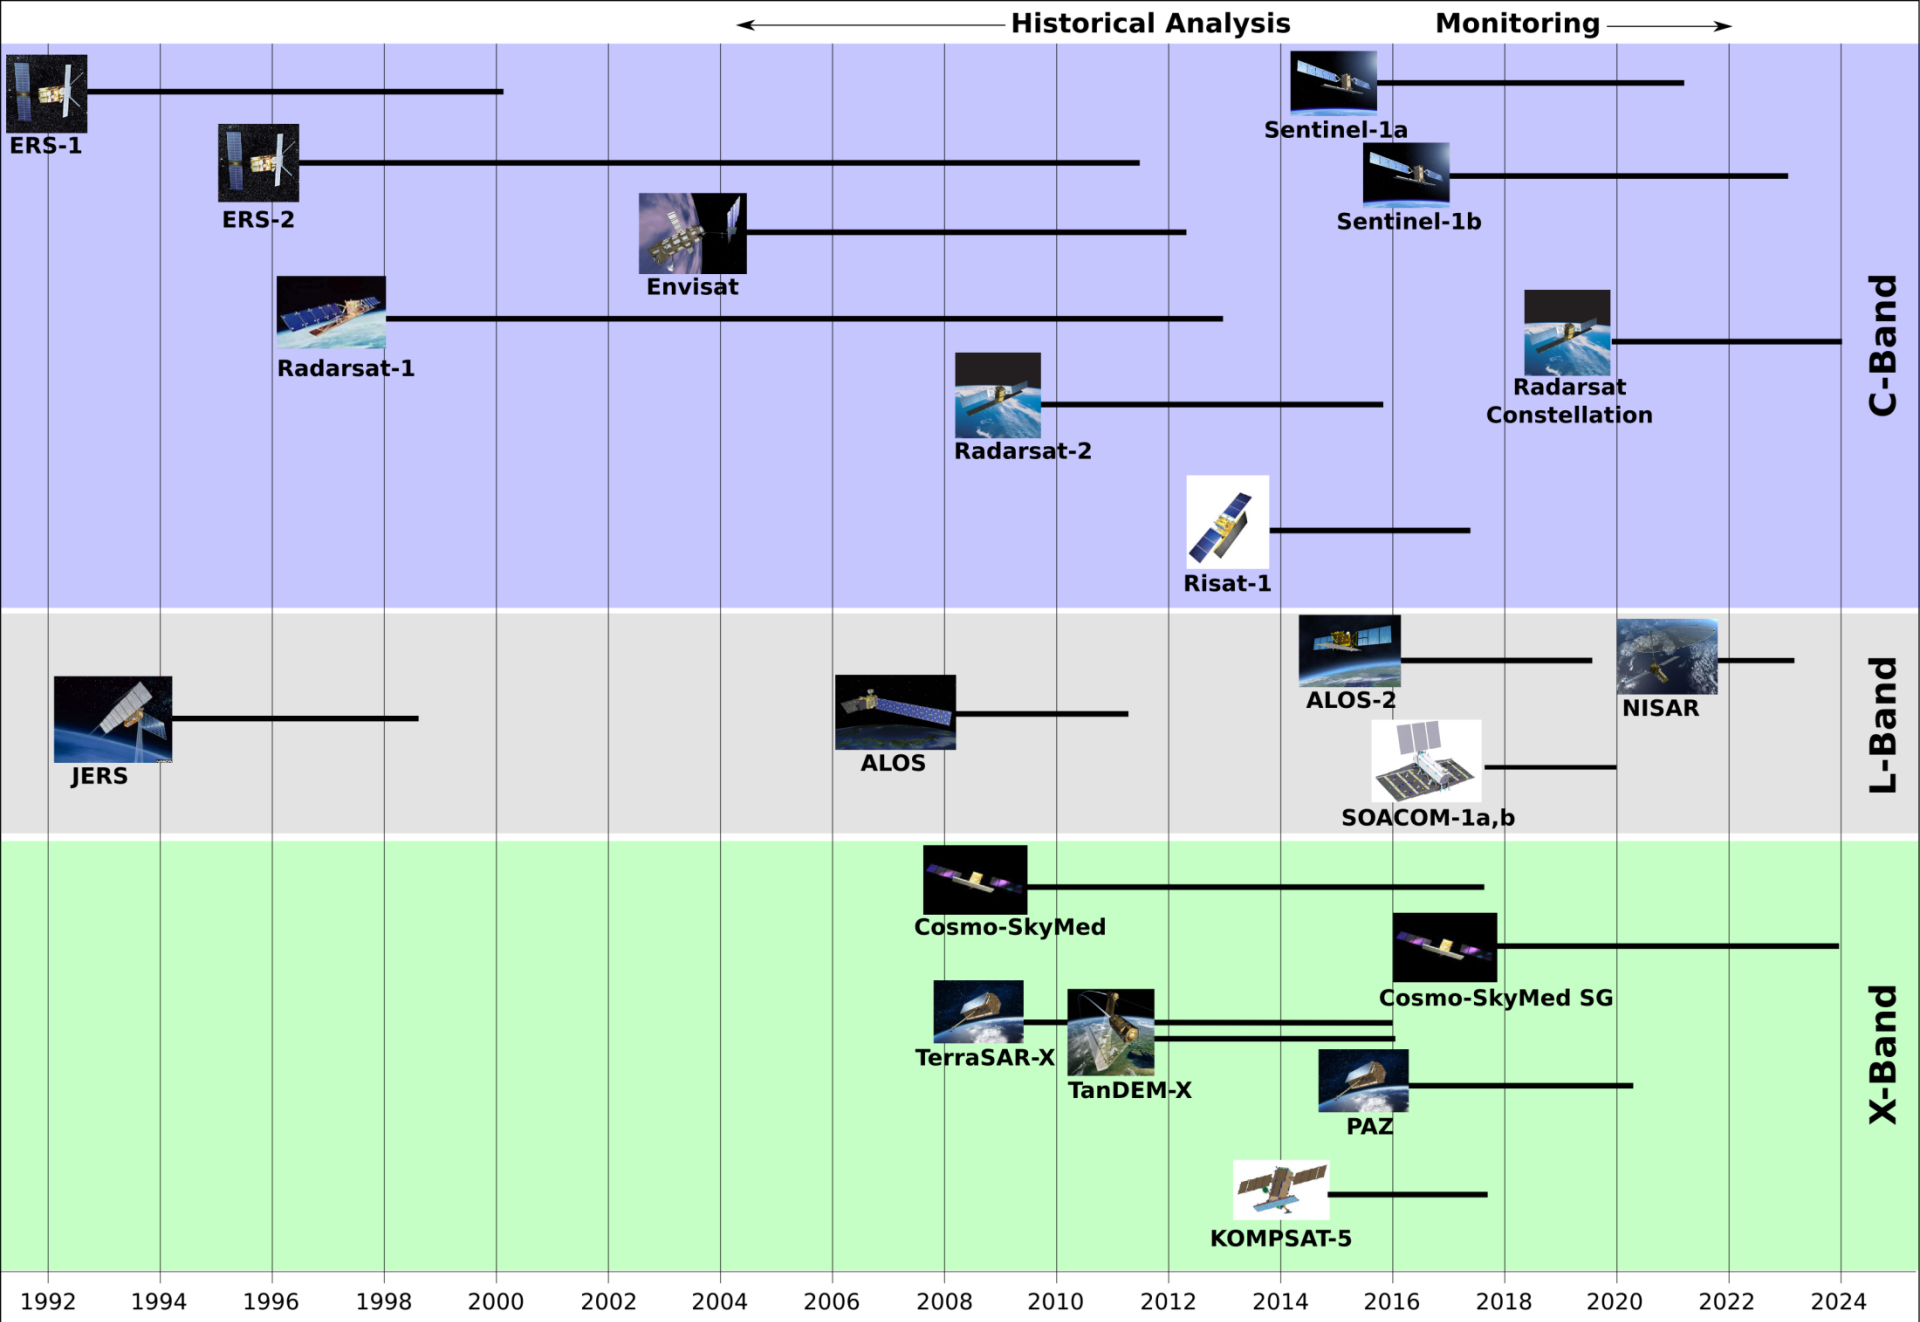 Historical Analysis
Monitoring
ERS-1
Sentinel-1a
ERS-2
Sentinel-1b
Envisat
Radarsat-1
Radarsat
Constellation
Radarsat-2
Risat-1
C-Band
ALOS-2
NISAR
JERS
ALOS
SOACOM-1a,b
L-Band
Cosmo-SkyMed
Cosmo-SkyMed SG
TerraSAR-X
TanDEM-X
PAZ
KOMPSAT-5
X-Band
1992 1994 1996 1998 2000 2002 2004 2006 2008 2010 2012 2014 2016 2018 2020 2022 2024